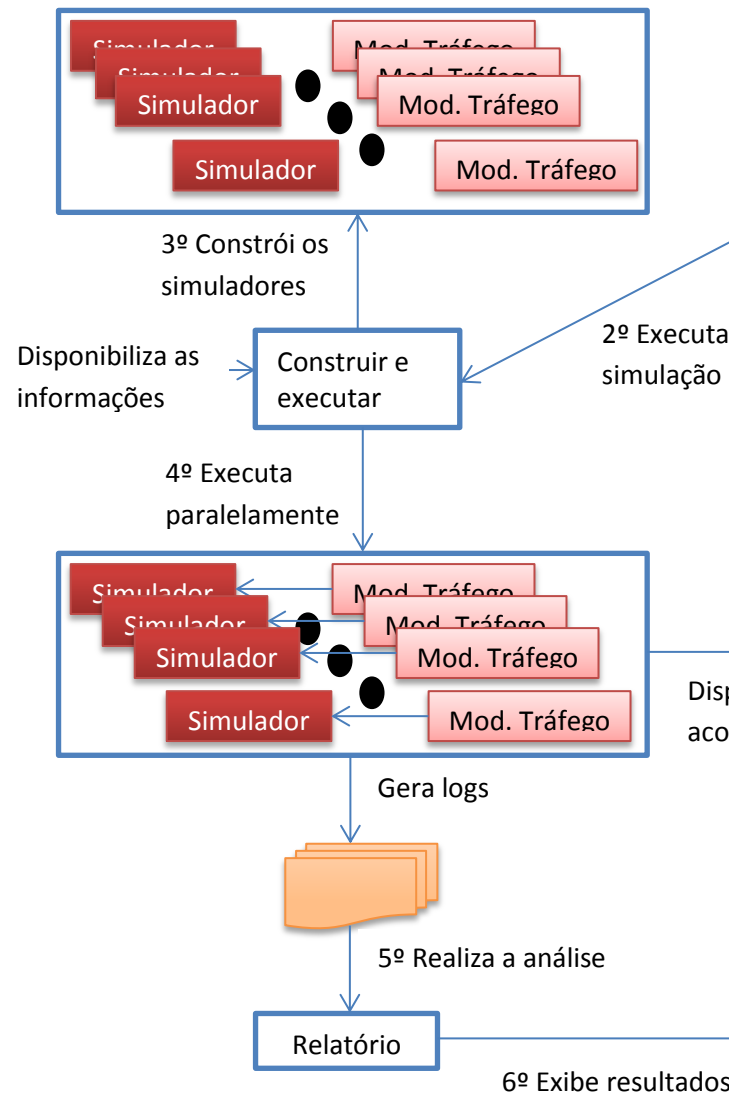 Simulador
Mod. Tráfego
Simulador
Mod. Tráfego
Simulador
Mod. Tráfego
Simulador
Mod. Tráfego
3º Constrói os
simuladores
2º Executa
simulação
Disponibiliza as
informações
Construir e
executar
4º Executa
paralelamente
Simulador
Mod. Tráfego
Simulador
Mod. Tráfego
Simulador
Mod. Tráfego
Simulador
Mod. Tráfego
Gera logs
5º Realiza a análise
Relatório
6º Exibe resultados